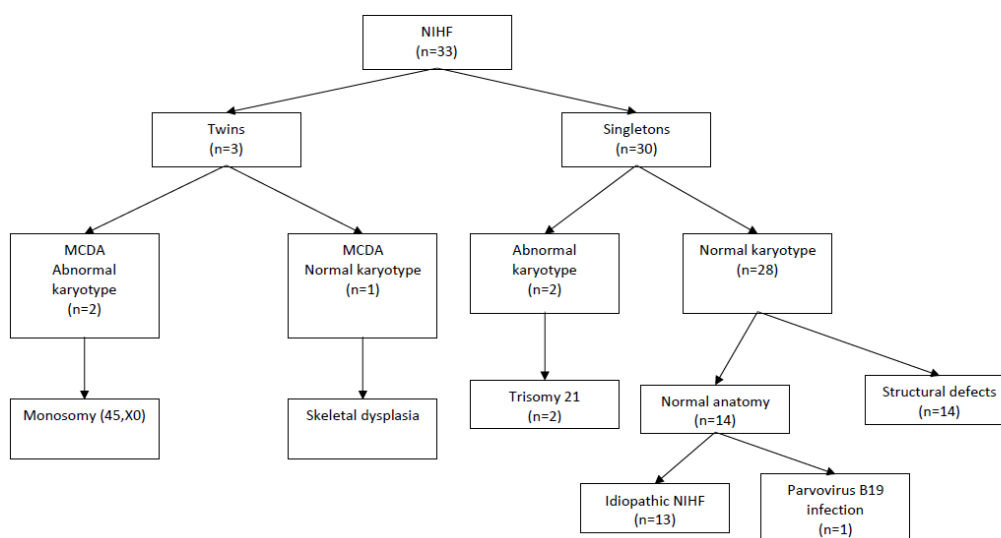 NIHF
(n=33)
Twins
(n=3)
Singletons
(n=30)
MCDA
Abnormal
karyotype
(n=2)
MCDA
Normal karyotype
(n=1)
Abnormal
karyotype
(n=2)
Normal karyotype
(n=28)
Monosomy (45,X0)
Skeletal dysplasia
Trisomy 21
(n=2)
Normal anatomy
(n=14)
Structural defects
(n=14)
Idiopathic NIHF
(n=13)
Parvovirus B19
infection
(n=1)